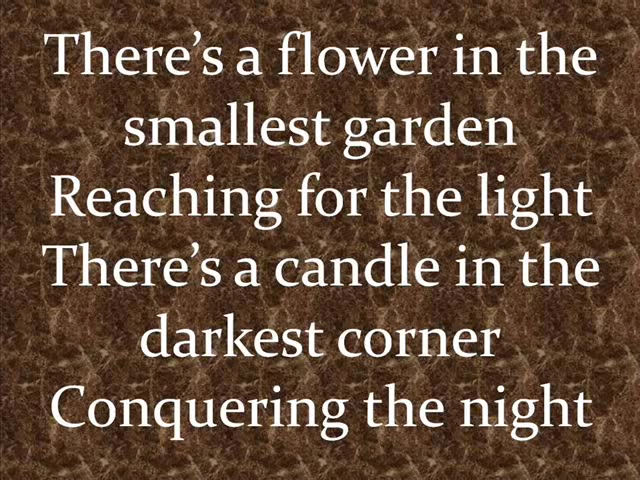 There’s a flower in the
smallest garden
Reaching for the light
There’s a candle in the
darkest corner
Conquering the night